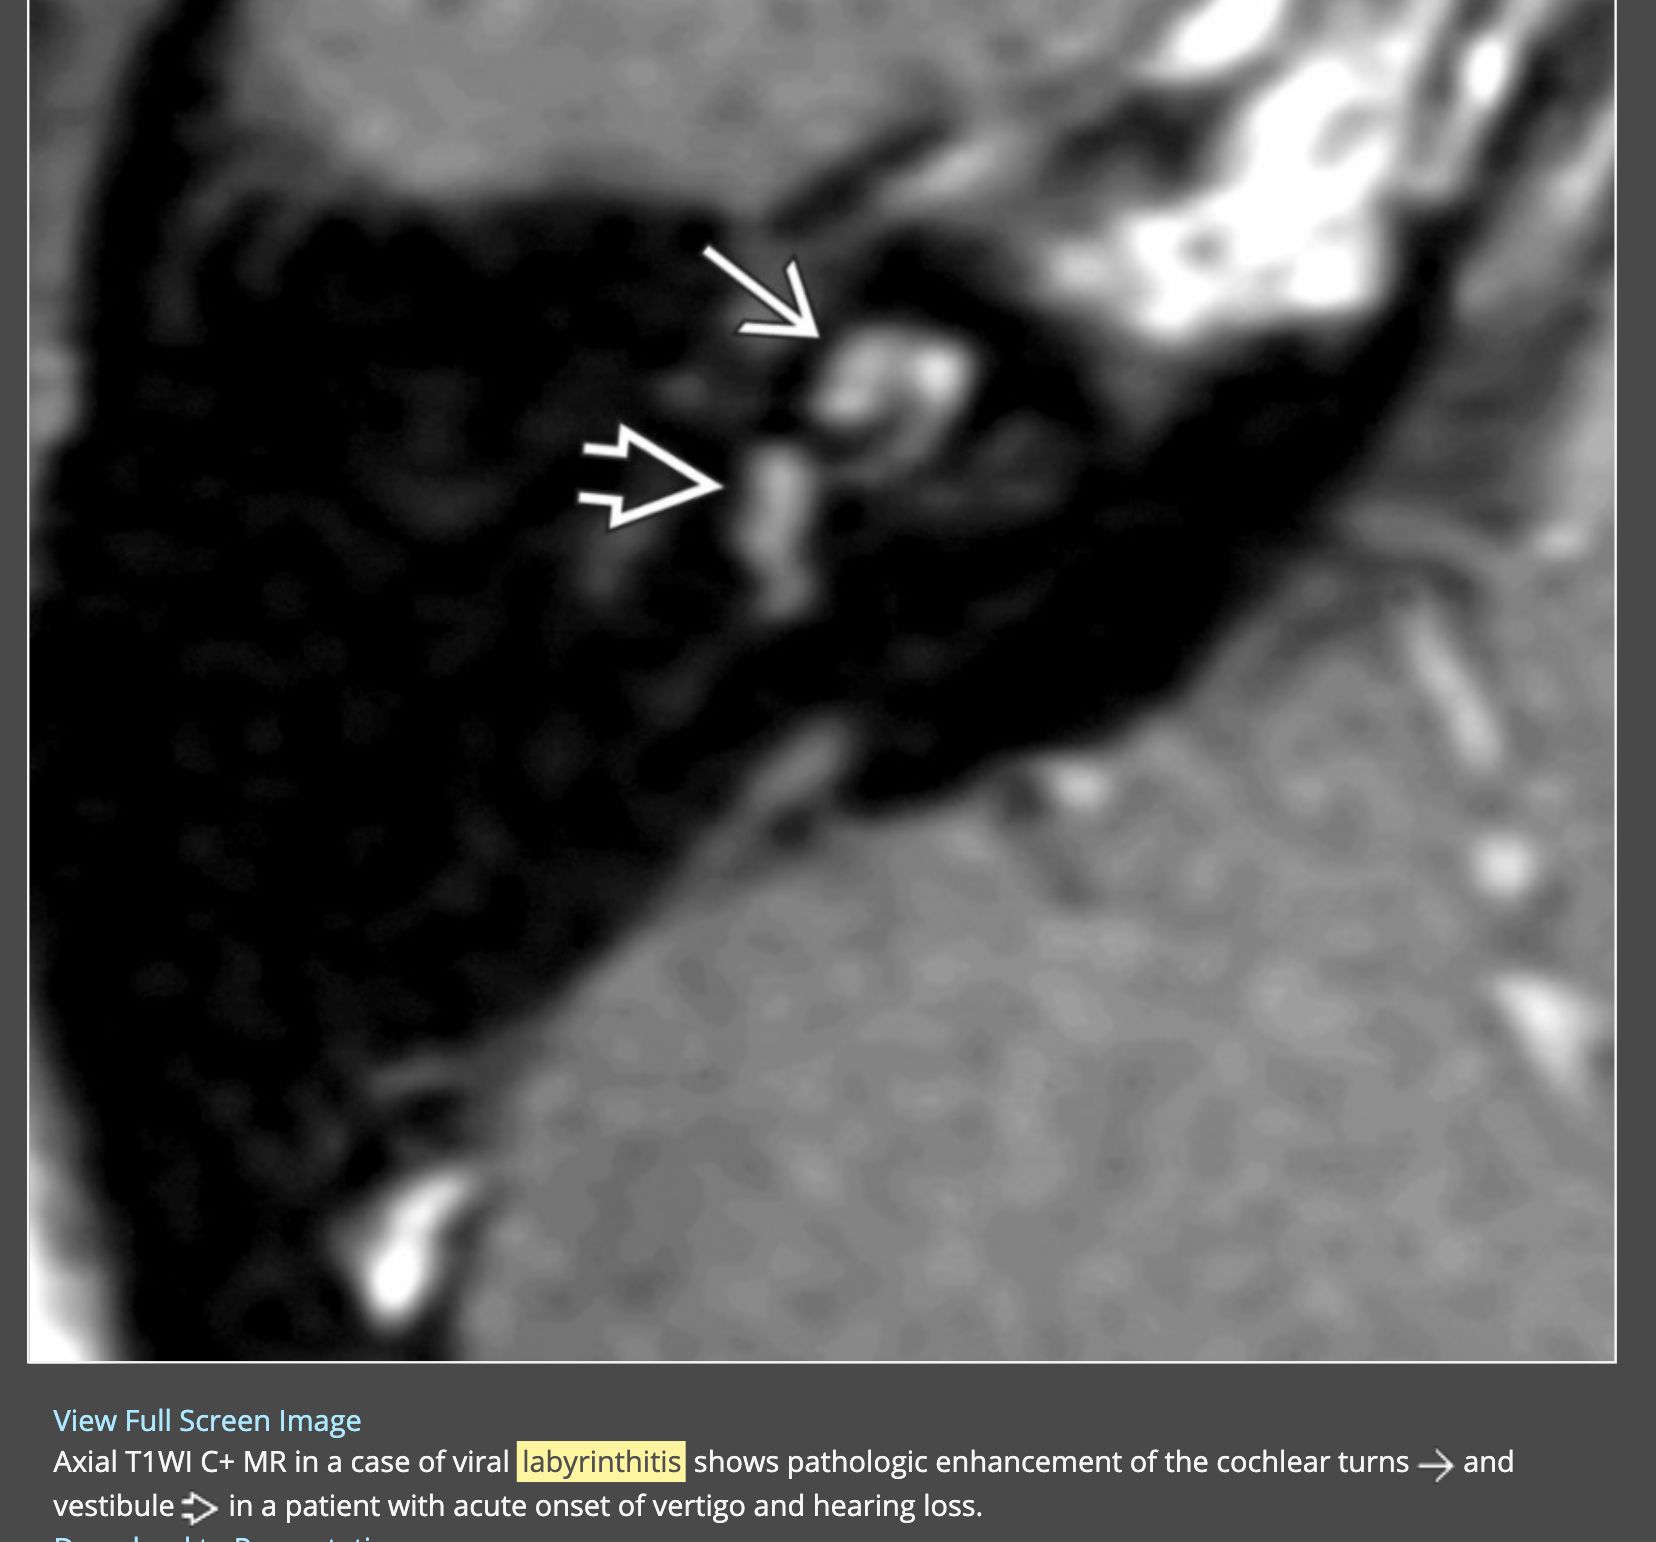 View Full Screen Image
Axial T1WI C+ MR in a case of viral labyrinthitis shows pathologic enhancement of the cochlear turns and
vestibule in a patient with acute onset of vertigo and hearing loss.